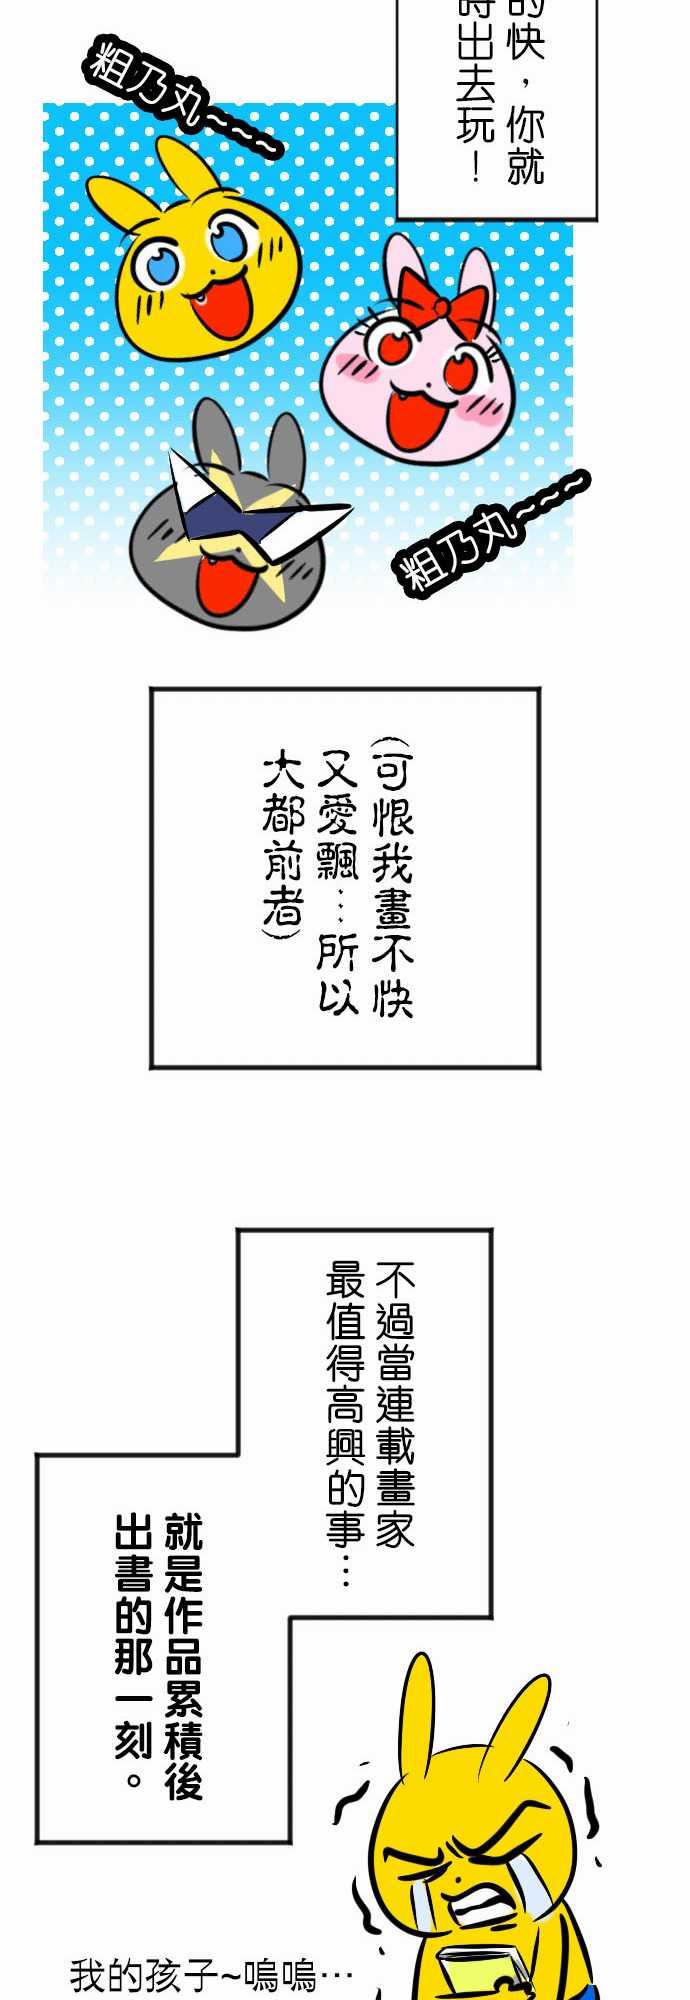 的快，你就
時出去玩！
粗乃丸~~~
粗乃丸~~~~
(可恨我畫不快
又愛飄…所以
大都前者)
不過當連載畫家
最值得高興的事…
就是作品累積後
出書的那一刻。
我的孩子~嗚嗚…